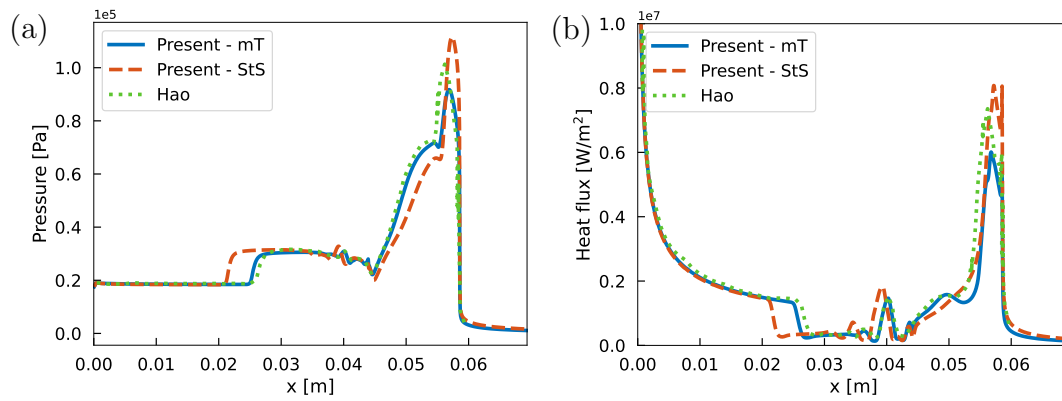 (a)
1e5
Present - mT
Present - StS
Hao
Pressure [Pa]
1.0
0.8
0.6
0.4
0.2
0.0
0.00 0.01 0.02 0.03 0.04 0.05 0.06
x [m]
(b)
1e7
Present - mT
Present - StS
Hao
Heat flux [W/m²]
1.0
0.8
0.6
0.4
0.2
0.0
0.00 0.01 0.02 0.03 0.04 0.05 0.06
x [m]